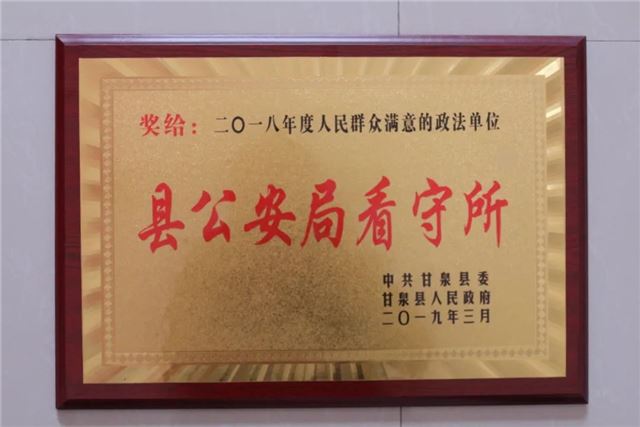 奖给：二〇一八年度人民群众满意的政法单位
县公安局看守所
中共甘泉县委
甘泉县人民政府
二〇一九年三月